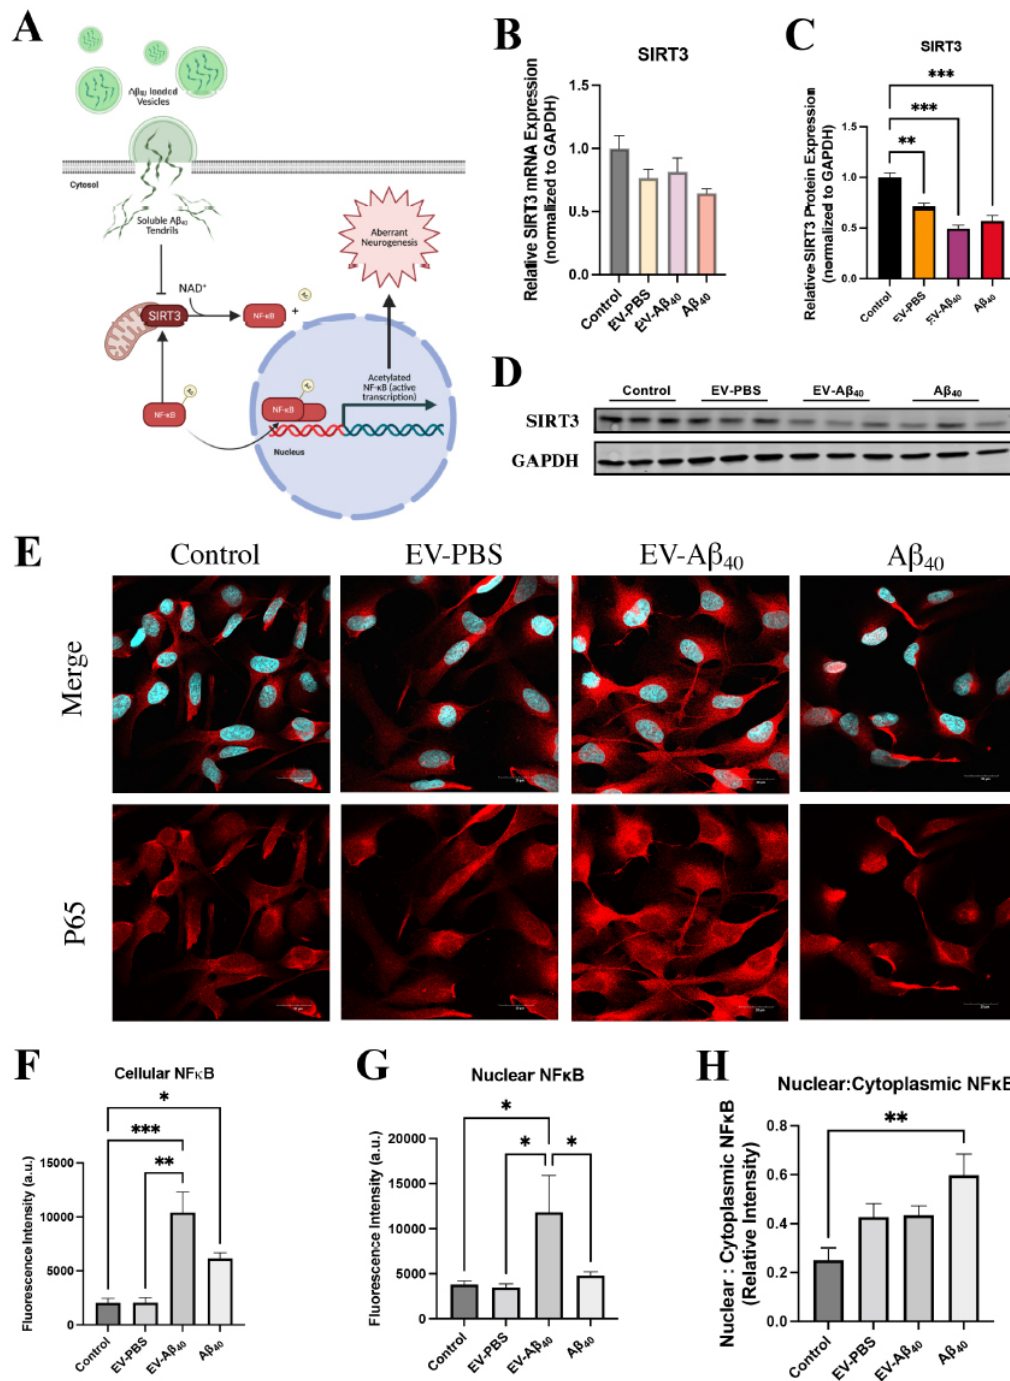 A
Aβ₄₀ loaded
Vesicles
Cytosol
Soluble Aβ₄₀
Tendrils
Aberrant
Neurogenesis
NAD⁺
SIRT3
NF-κB
+
Ac
Ac
NF-κB
Acetylated
NF-κB (active
transcription)
Ac
NF-κB
Nucleus
B
SIRT3
Relative SIRT3 mRNA Expression
(normalized to GAPDH)
1.5
1.0
0.5
0.0
Control
EV-PBS
EV-Aβ₄₀
Aβ₄₀
C
SIRT3
Relative SIRT3 Protein Expression
(normalized to GAPDH)
***
***
**
1.5
1.0
0.5
0.0
Control
EV-PBS
EV-Aβ₄₀
Aβ₄₀
D
Control EV-PBS EV-Aβ₄₀ Aβ₄₀
SIRT3
GAPDH
E
Control EV-PBS EV-Aβ₄₀ Aβ₄₀
Merge
P65
F
Cellular NFκB
Fluorescence Intensity (a.u.)
*
***
**
15000
10000
5000
0
Control
EV-PBS
EV-Aβ₄₀
Aβ₄₀
G
Nuclear NFκB
Fluorescence Intensity (a.u.)
*
* *
20000
15000
10000
5000
0
Control
EV-PBS
EV-Aβ₄₀
Aβ₄₀
H
Nuclear:Cytoplasmic NFκB
Nuclear : Cytoplasmic NFκB
(Relative Intensity)
**
0.8
0.6
0.4
0.2
0.0
Control
EV-PBS
EV-Aβ₄₀
Aβ₄₀